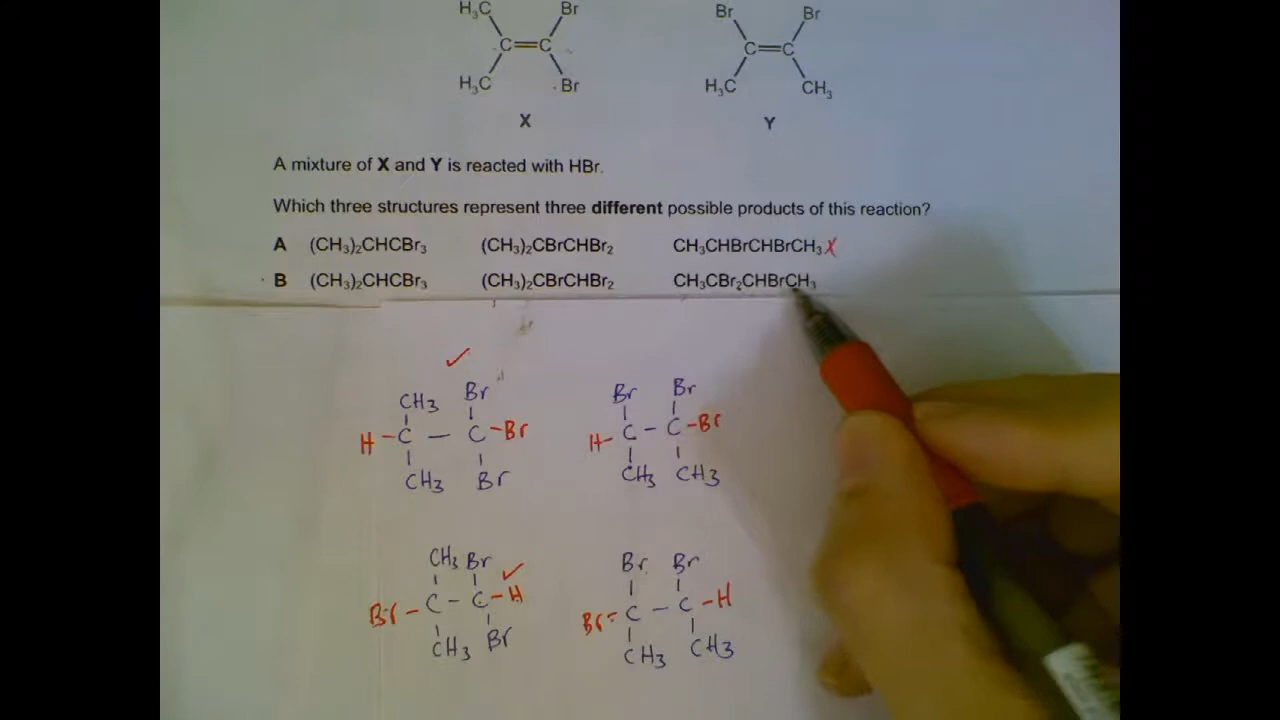 H₃C Br Br Br
C=C C=C
H₃C Br H₃C CH₃
X Y
A mixture of X and Y is reacted with HBr.
Which three structures represent three different possible products of this reaction?
A (CH₃)₂CHCBr₃ (CH₃)₂CBrCHBr₂ CH₃CHBrCHBrCH₃ X
B (CH₃)₂CHCBr₃ (CH₃)₂CBrCHBr₂ CH₃CBr₂CHBrCH₃
✓
CH₃ Br Br Br
H-C-C-Br H-C-C-Br
CH₃ Br CH₃ CH₃
CH₃ Br ✓ Br Br
Br-C-C-H Br-C-C-H
CH₃ Br CH₃ CH₃